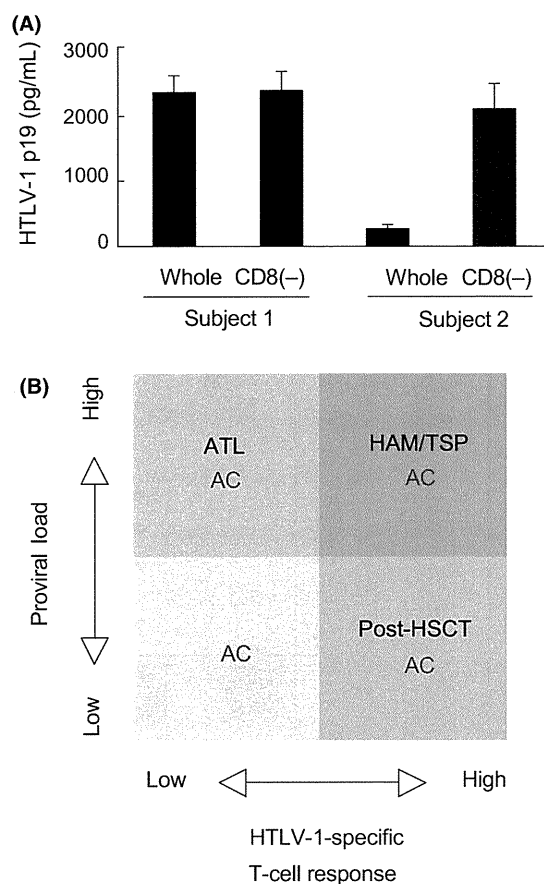 (A)
HTLV-1 p19 (pg/mL)
3000
2000
1000
0
Whole CD8(–) Whole CD8(–)
Subject 1 Subject 2
(B)
High
Proviral load
Low
ATL
AC
HAM/TSP
AC
AC
Post-HSCT
AC
Low High
HTLV-1-specific
T-cell response